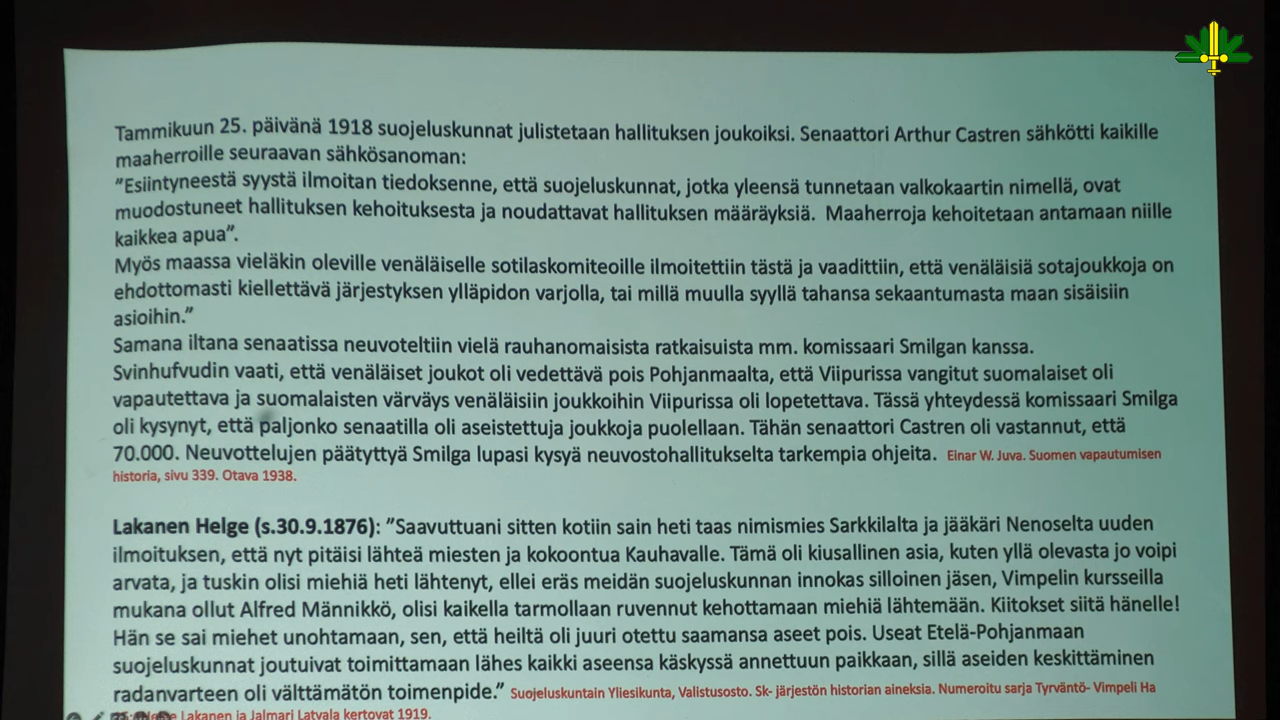 Tammikuun 25. päivänä 1918 suojeluskunnat julistetaan hallituksen joukoiksi. Senaattori Arthur Castren sähkötti kaikille
maaherroille seuraavan sähkösanoman:
”Esiintyneestä syystä ilmoitan tiedoksenne, että suojeluskunnat, jotka yleensä tunnetaan valkokaartin nimellä, ovat
muodostuneet hallituksen kehoituksesta ja noudattavat hallituksen määräyksiä. Maaherroja kehoitetaan antamaan niille
kaikkea apua”.
Myös maassa vieläkin oleville venäläiselle sotilaskomiteoille ilmoitettiin tästä ja vaadittiin, että venäläisiä sotajoukkoja on
ehdottomasti kiellettävä järjestyksen ylläpidon varjolla, tai millä muulla syyllä tahansa sekaantumasta maan sisäisiin
asioihin.”
Samana iltana senaatissa neuvoteltiin vielä rauhanomaisista ratkaisuista mm. komissaari Smilgan kanssa.
Svinhufvudin vaati, että venäläiset joukot oli vedettävä pois Pohjanmaalta, että Viipurissa vangitut suomalaiset oli
vapautettava ja suomalaisten värväys venäläisiin joukkoihin Viipurissa oli lopetettava. Tässä yhteydessä komissaari Smilga
oli kysynyt, että paljonko senaatilla oli aseistettuja joukkoja puolellaan. Tähän senaattori Castren oli vastannut, että
70.000. Neuvottelujen päätyttyä Smilga lupasi kysyä neuvostohallitukselta tarkempia ohjeita. Einar W. Juva. Suomen vapautumisen
historia, sivu 339. Otava 1938.
Lakanen Helge (s.30.9.1876): ”Saavuttuani sitten kotiin sain heti taas nimismies Sarkkilalta ja jääkäri Nenoselta uuden
ilmoituksen, että nyt pitäisi lähteä miesten ja kokoontua Kauhavalle. Tämä oli kiusallinen asia, kuten yllä olevasta jo voipi
arvata, ja tuskin olisi miehiä heti lähtenyt, ellei eräs meidän suojeluskunnan innokas silloinen jäsen, Vimpelin kursseilla
mukana ollut Alfred Männikkö, olisi kaikella tarmollaan ruvennut kehottamaan miehiä lähtemään. Kiitokset siitä hänelle!
Hän se sai miehet unohtamaan, sen, että heiltä oli juuri otettu saamansa aseet pois. Useat Etelä-Pohjanmaan
suojeluskunnat joutuivat toimittamaan lähes kaikki aseensa käskyssä annettuun paikkaan, sillä aseiden keskittäminen
radanvarteen oli välttämätön toimenpide.” Suojeluskuntain Yliesikunta, Valistusosto. Sk- järjestön historian aineksia. Numeroitu sarja Tyrväntö- Vimpeli Ha
Lakanen ja Jalmari Latvala kertovat 1919.